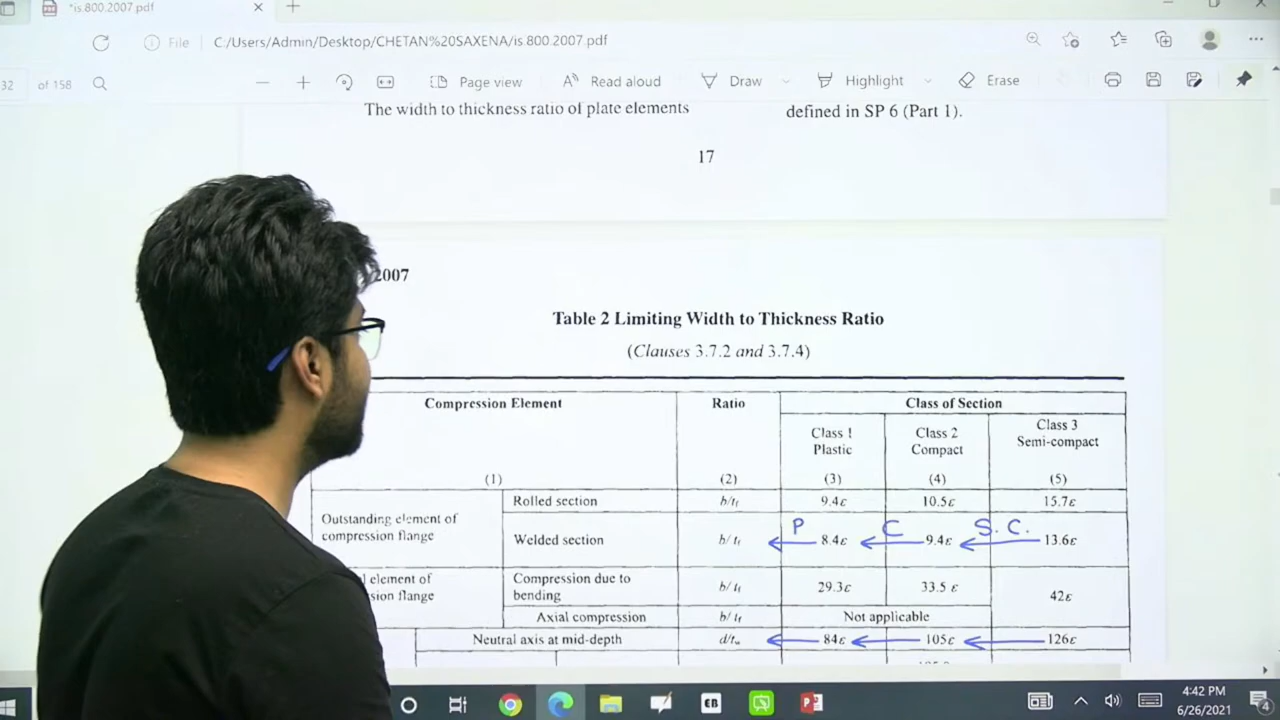 *is.800.2007.pdf
File C:/Users/Admin/Desktop/CHETAN%20SAXENA/is.800.2007.pdf
32 of 158 Page view Read aloud Draw Highlight Erase
The width to thickness ratio of plate elements
defined in SP 6 (Part 1).
17
2007
Table 2 Limiting Width to Thickness Ratio
(Clauses 3.7.2 and 3.7.4)
Compression Element Ratio Class of Section
Class 1 Plastic Class 2 Compact Class 3 Semi-compact
(1) (2) (3) (4) (5)
Outstanding element of compression flange
Rolled section b/tf 9.4ε 10.5ε 15.7ε
Welded section b/ tf P 8.4ε C 9.4ε S. C. 13.6ε
element of
flange
Compression due to bending b/ tf 29.3ε 33.5 ε 42ε
Axial compression b/ tf Not applicable
Neutral axis at mid-depth d/tw 84ε 105ε 126ε
EB
4:42 PM
6/26/2021
4